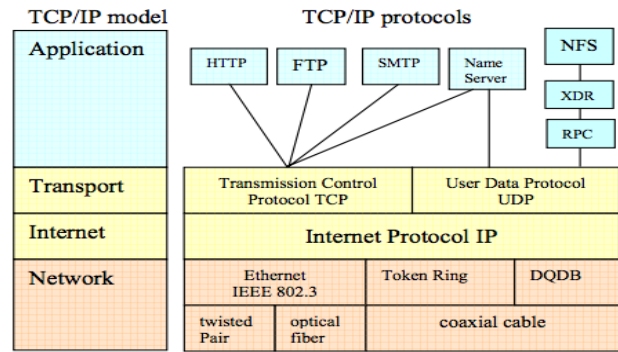 TCP/IP model
TCP/IP protocols
Application
HTTP
FTP
SMTP
Name
Server
NFS
XDR
RPC
Transport
Transmission Control
Protocol TCP
User Data Protocol
UDP
Internet
Internet Protocol IP
Network
Ethernet
IEEE 802.3
Token Ring
DQDB
twisted
Pair
optical
fiber
coaxial cable